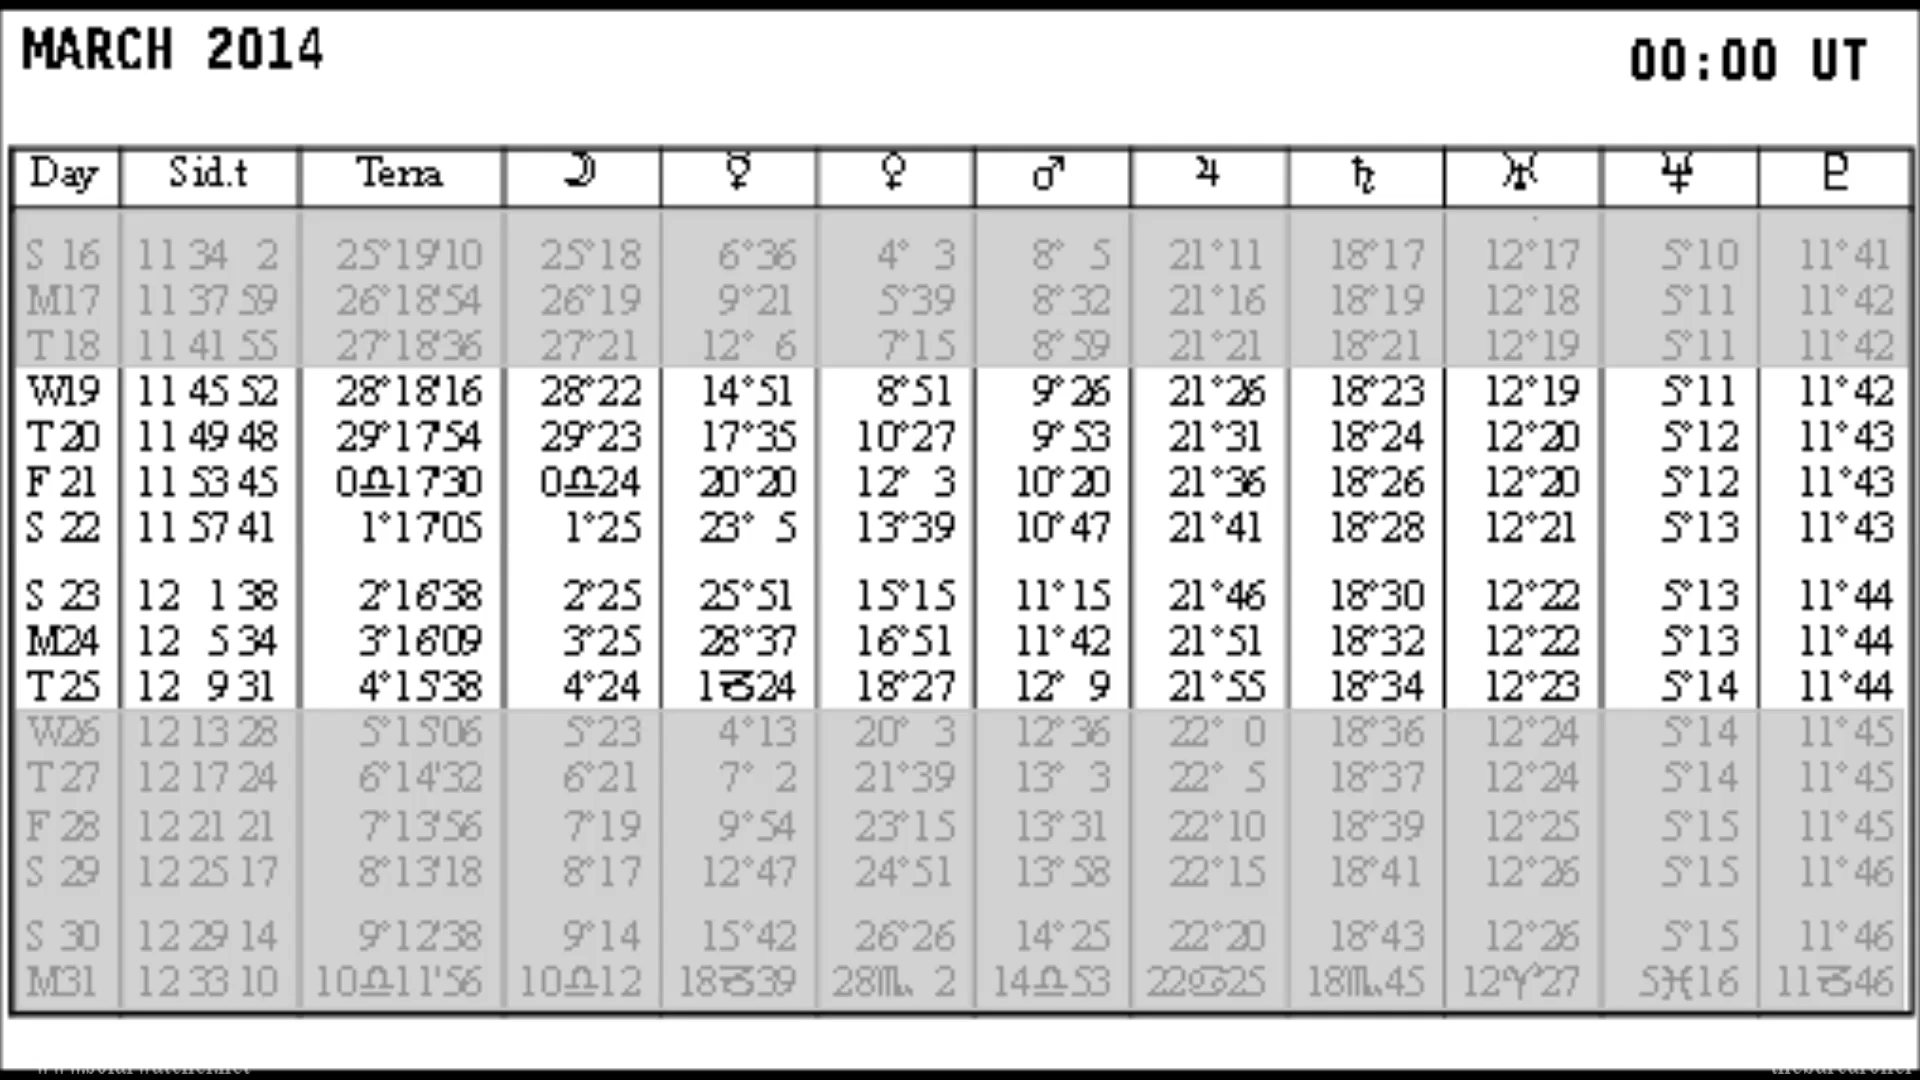 MARCH 2014
00:00 UT
Day Sid.t Terra ☽ ☿ ♀ ♂ ♃ ♄ ♅ ♆ ♇
S 16 11 34 2 25°19'10 25°18 6°36 4° 3 8° 5 21°11 18°17 12°17 5°10 11°41
M17 11 37 59 26°18'54 26°19 9°21 5°39 8°32 21°16 18°19 12°18 5°11 11°42
T 18 11 41 55 27°18'36 27°21 12° 6 7°15 8°59 21°21 18°21 12°19 5°11 11°42
W19 11 45 52 28°18'16 28°22 14°51 8°51 9°26 21°26 18°23 12°19 5°11 11°42
T 20 11 49 48 29°17'54 29°23 17°35 10°27 9°53 21°31 18°24 12°20 5°12 11°43
F 21 11 53 45 0♎17'30 0♎24 20°20 12° 3 10°20 21°36 18°26 12°20 5°12 11°43
S 22 11 57 41 1°17'05 1°25 23° 5 13°39 10°47 21°41 18°28 12°21 5°13 11°43
S 23 12 1 38 2°16'38 2°25 25°51 15°15 11°15 21°46 18°30 12°22 5°13 11°44
M24 12 5 34 3°16'09 3°25 28°37 16°51 11°42 21°51 18°32 12°22 5°13 11°44
T 25 12 9 31 4°15'38 4°24 1♑24 18°27 12° 9 21°55 18°34 12°23 5°14 11°44
W26 12 13 28 5°15'06 5°23 4°13 20° 3 12°36 22° 0 18°36 12°24 5°14 11°45
T 27 12 17 24 6°14'32 6°21 7° 2 21°39 13° 3 22° 5 18°37 12°24 5°14 11°45
F 28 12 21 21 7°13'56 7°19 9°54 23°15 13°31 22°10 18°39 12°25 5°15 11°45
S 29 12 25 17 8°13'18 8°17 12°47 24°51 13°58 22°15 18°41 12°26 5°15 11°46
S 30 12 29 14 9°12'38 9°14 15°42 26°26 14°25 22°20 18°43 12°26 5°15 11°46
M31 12 33 10 10♎11'56 10♎12 18♑39 28♏ 2 14♎53 22♋25 18♏45 12♈27 5♓16 11♑46